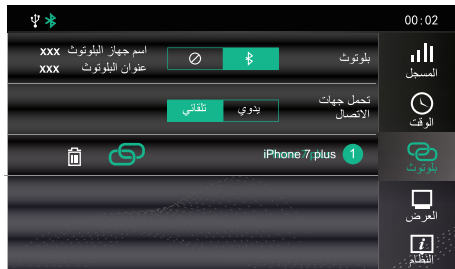 00:02
بلوتوث
اسم جهاز البلوتوث xxx
عنوان البلوتوث xxx
تحمل جهات
الاتصال
يدوي
تلقائي
1 iPhone 7 plus
المسجل
الوقت
بلوتوث
العرض
النظام